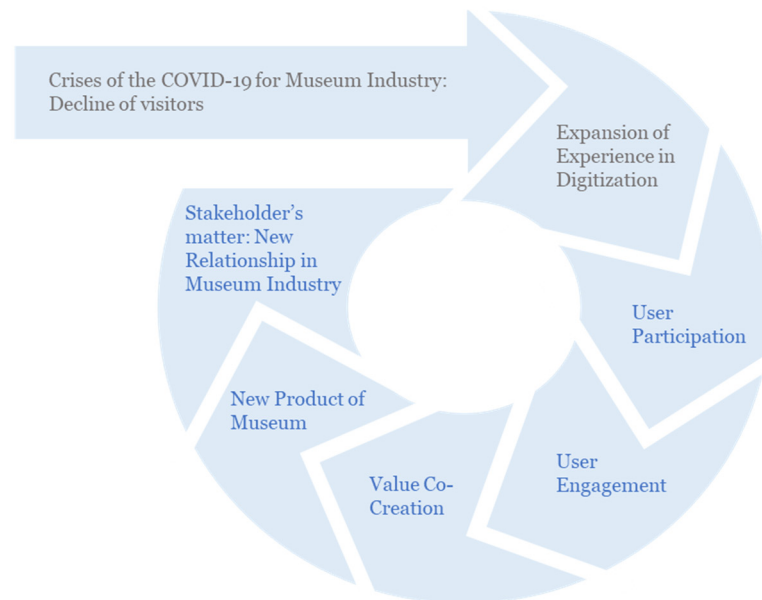 Crises of the COVID-19 for Museum Industry:
Decline of visitors
Expansion of
Experience in
Digitization
User
Participation
User
Engagement
Value Co-
Creation
New Product of
Museum
Stakeholder’s
matter: New
Relationship in
Museum Industry